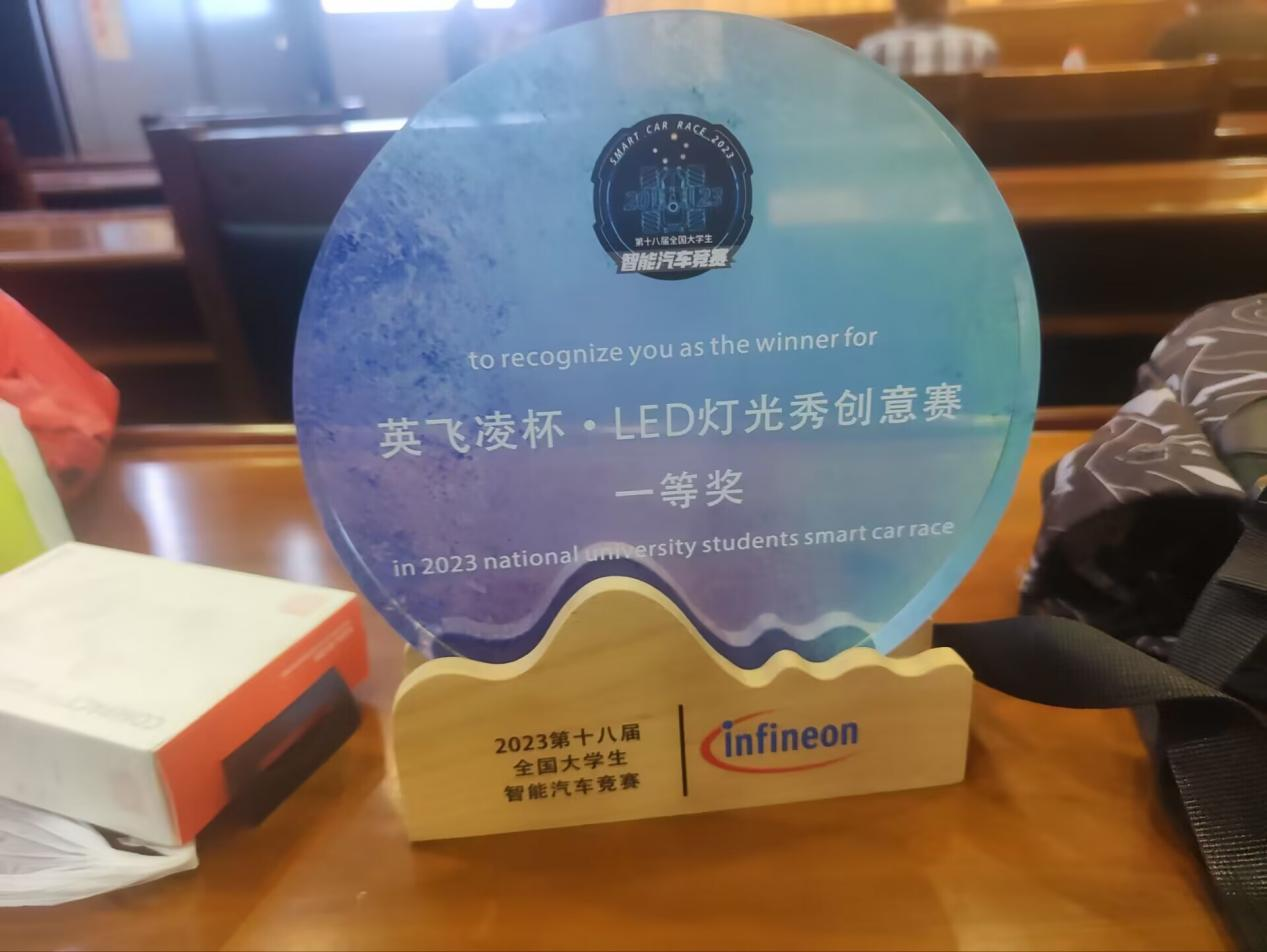 SMART CAR RACE_2023
第十八届全国大学生
智能汽车竞赛
to recognize you as the winner for
英飞凌杯·LED灯光秀创意赛
一等奖
in 2023 national university students smart car race
2023第十八届
全国大学生
智能汽车竞赛
infineon